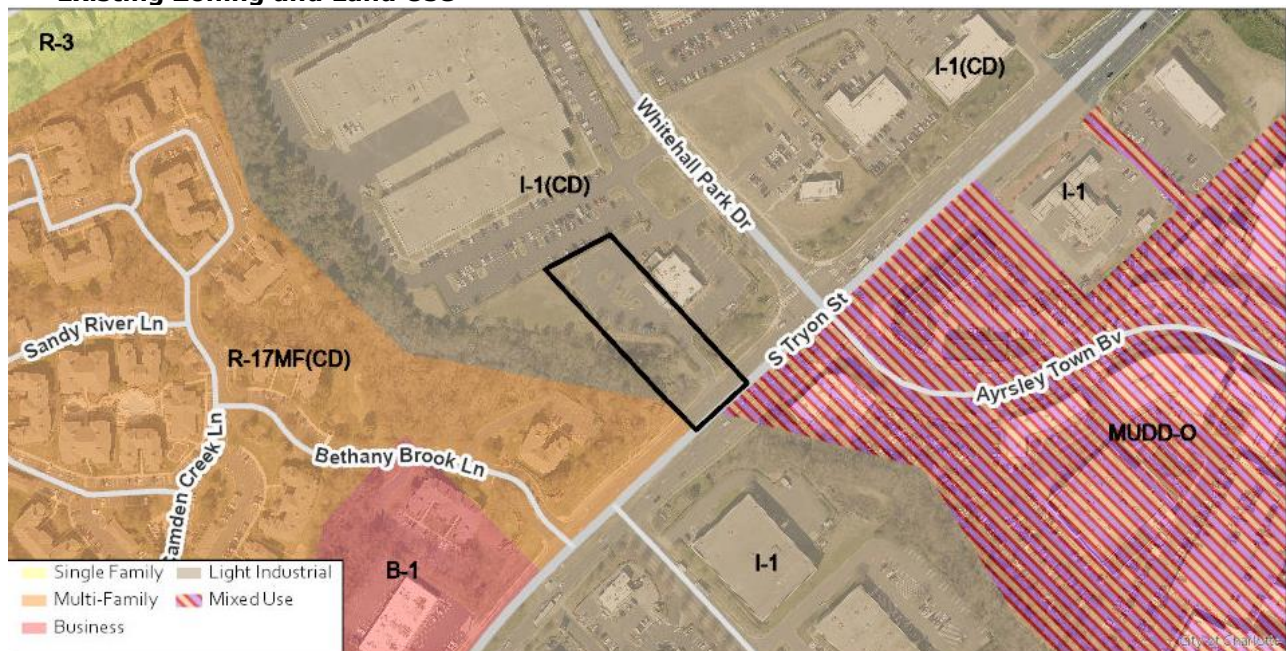 Existing Zoning and Land Use
R-3
I-1(CD)
Whitehall Park Dr
I-1(CD)
I-1
S Tryon St
Sandy River Ln
R-17MF(CD)
Ayrsley Town Bv
MUDD-O
Camden Creek Ln
Bethany Brook Ln
B-1
I-1
Single Family
Light Industrial
Multi-Family
Mixed Use
Business
City of Charlotte